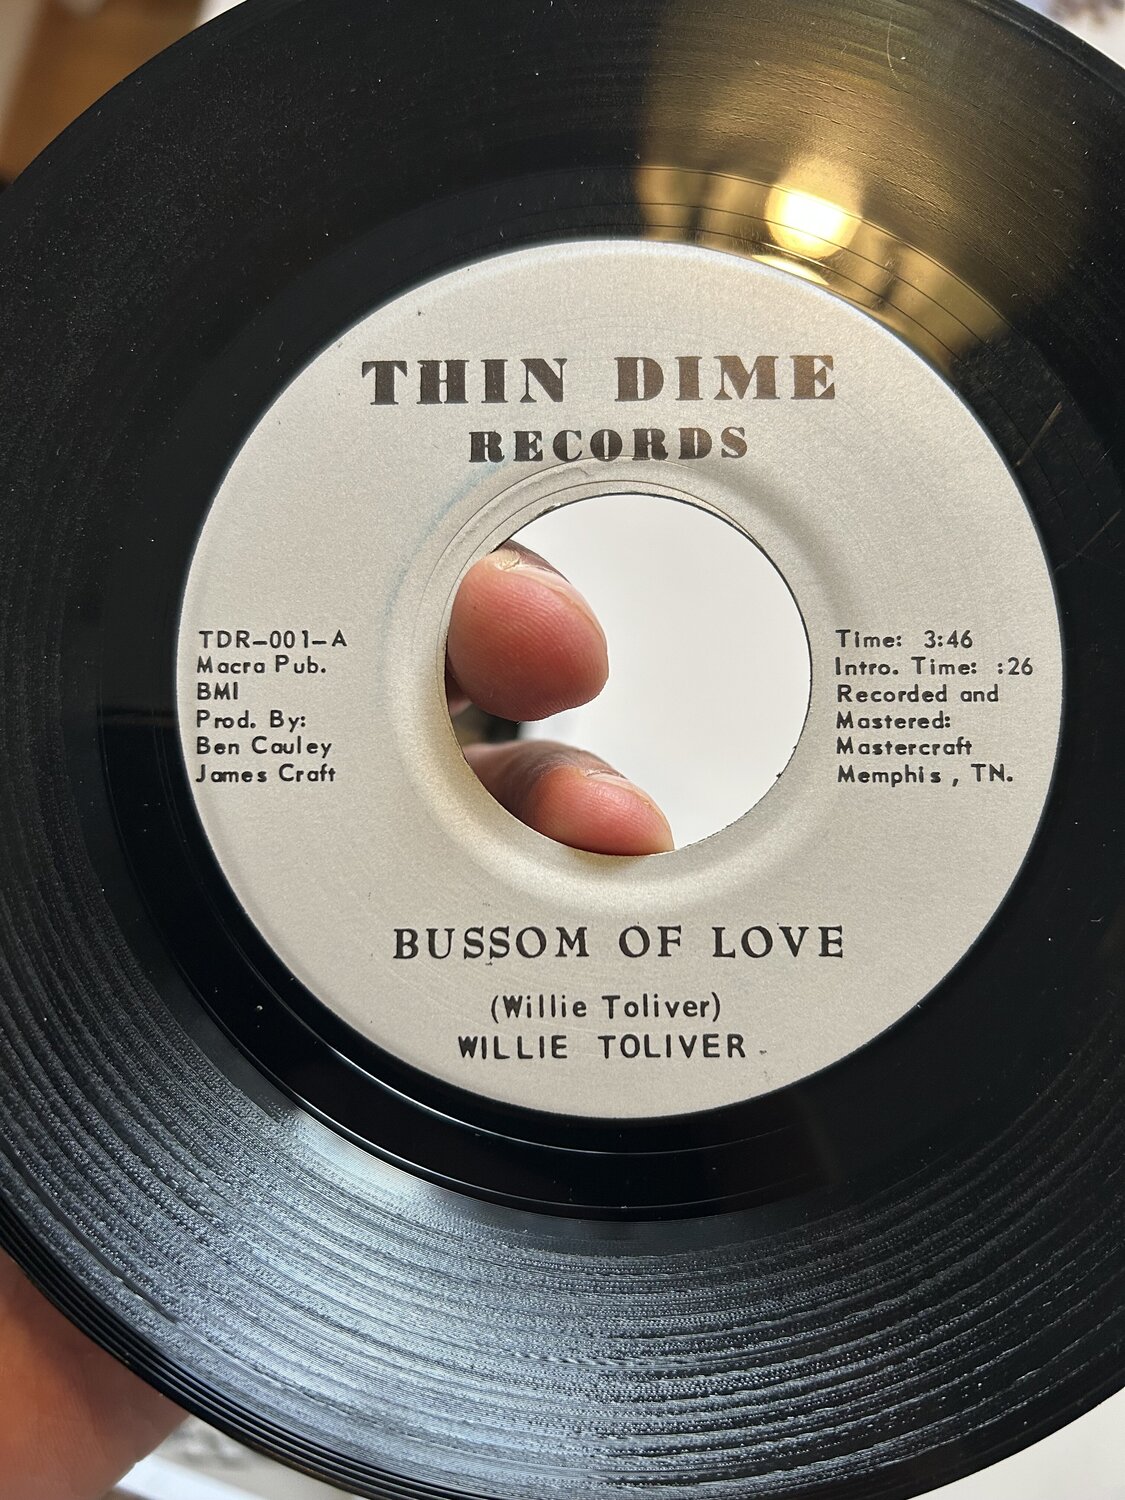 THIN DIME
RECORDS
TDR-001-A
Macra Pub.
BMI
Prod. By:
Ben Cauley
James Craft
Time: 3:46
Intro. Time: :26
Recorded and
Mastered:
Mastercraft
Memphis, TN.
BUSSOM OF LOVE
(Willie Toliver)
WILLIE TOLIVER